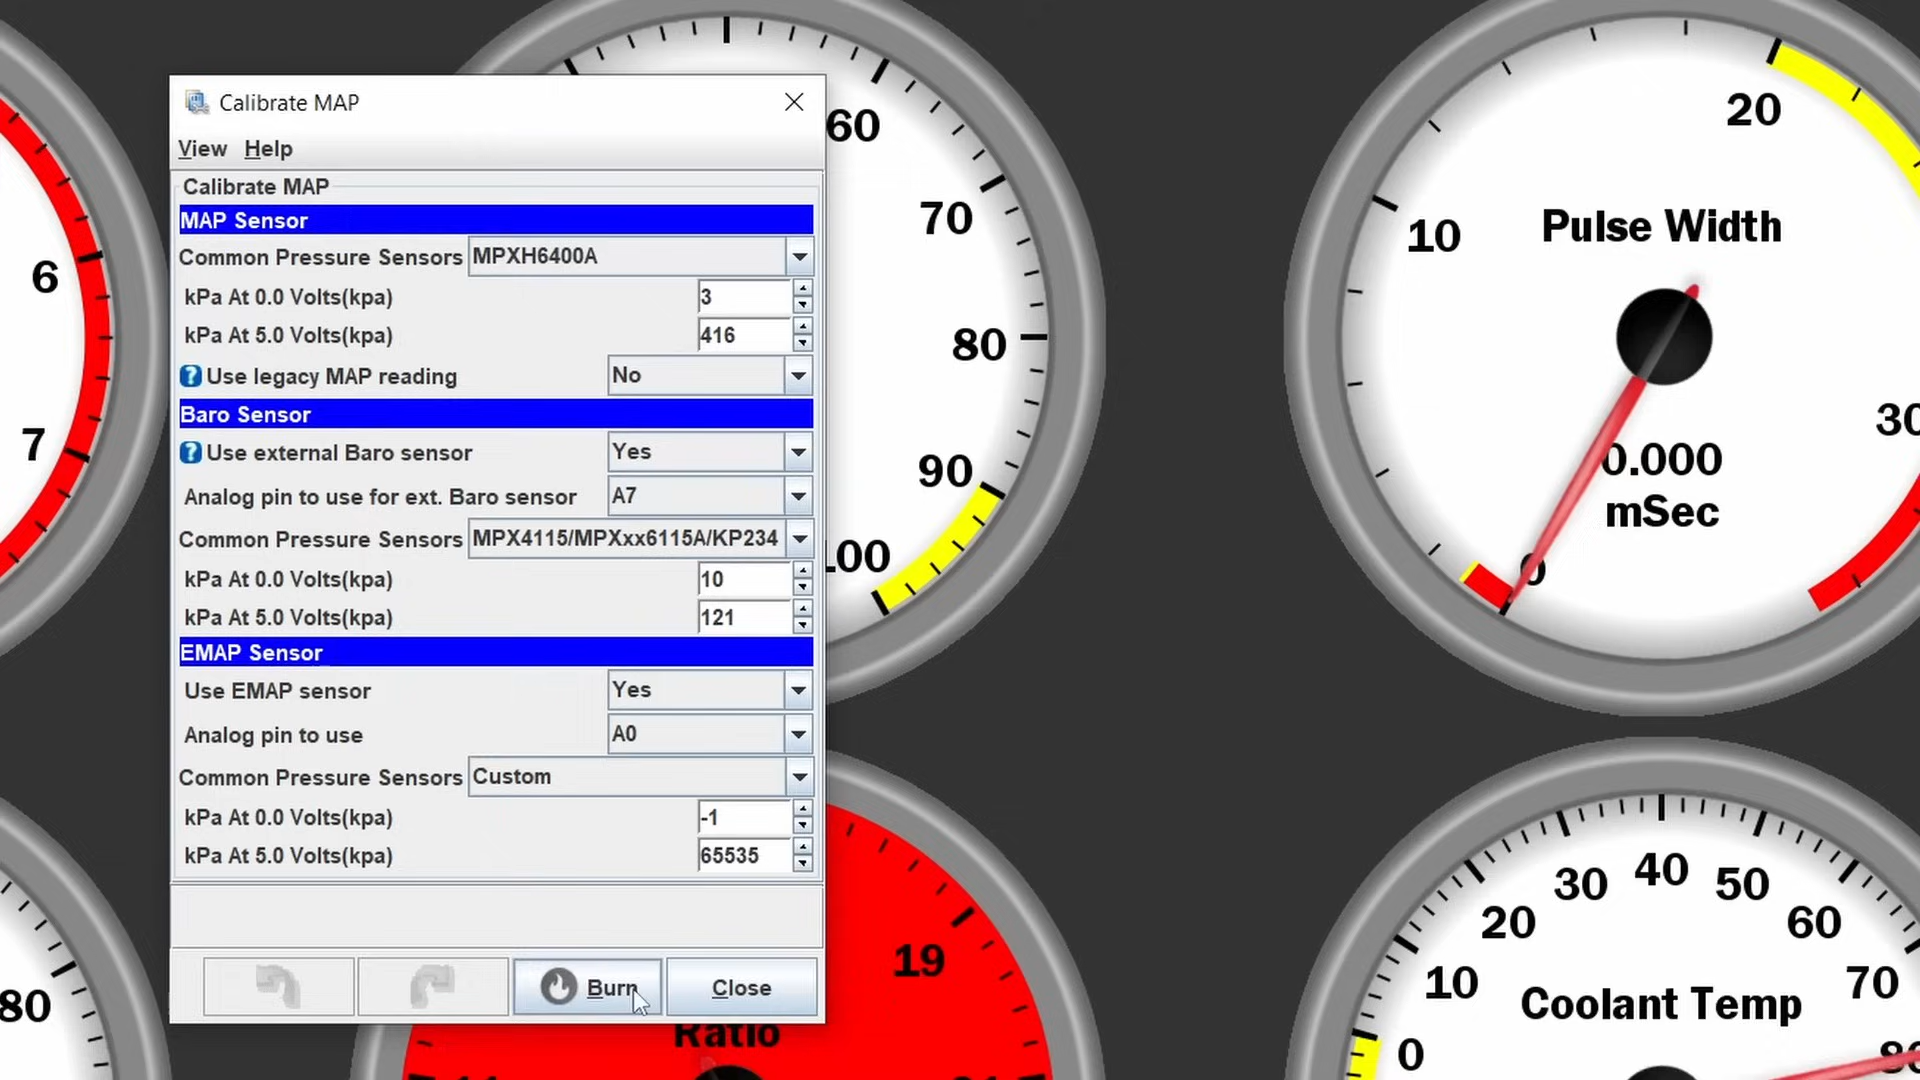 Calibrate MAP
View Help
Calibrate MAP
MAP Sensor
Common Pressure Sensors MPXH6400A
kPa At 0.0 Volts(kpa) 3
kPa At 5.0 Volts(kpa) 416
Use legacy MAP reading No
Baro Sensor
Use external Baro sensor Yes
Analog pin to use for ext. Baro sensor A7
Common Pressure Sensors MPX4115/MPXxx6115A/KP234
kPa At 0.0 Volts(kpa) 10
kPa At 5.0 Volts(kpa) 121
EMAP Sensor
Use EMAP sensor Yes
Analog pin to use A0
Common Pressure Sensors Custom
kPa At 0.0 Volts(kpa) -1
kPa At 5.0 Volts(kpa) 65535
Burn Close
6
7
80
60
70
80
90
100
19
Ratio
20
10
Pulse Width
30
0.000
mSec
0
30 40 50
20 60
10 70
Coolant Temp
0